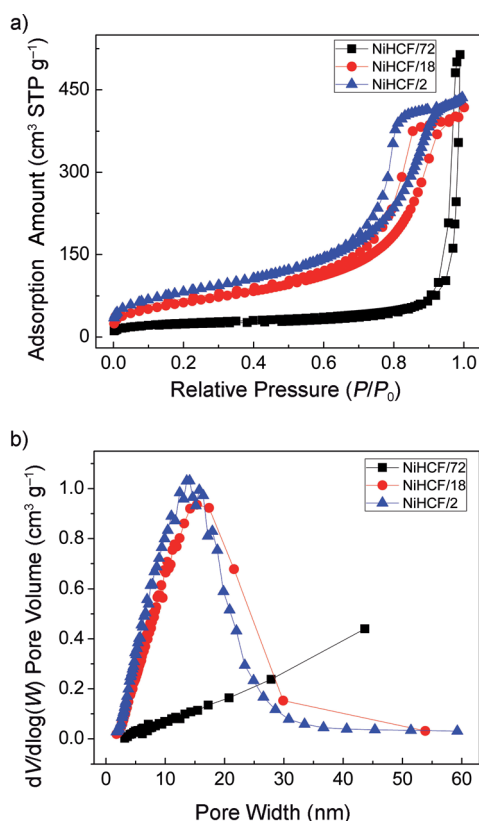 a)
NiHCF/72
NiHCF/18
NiHCF/2
Adsorption Amount (cm³ STP g⁻¹)
450
300
150
0
0.0 0.2 0.4 0.6 0.8 1.0
Relative Pressure (P/P₀)
b)
NiHCF/72
NiHCF/18
NiHCF/2
dV/dlog(W) Pore Volume (cm³ g⁻¹)
1.0
0.8
0.6
0.4
0.2
0.0
0 10 20 30 40 50 60
Pore Width (nm)